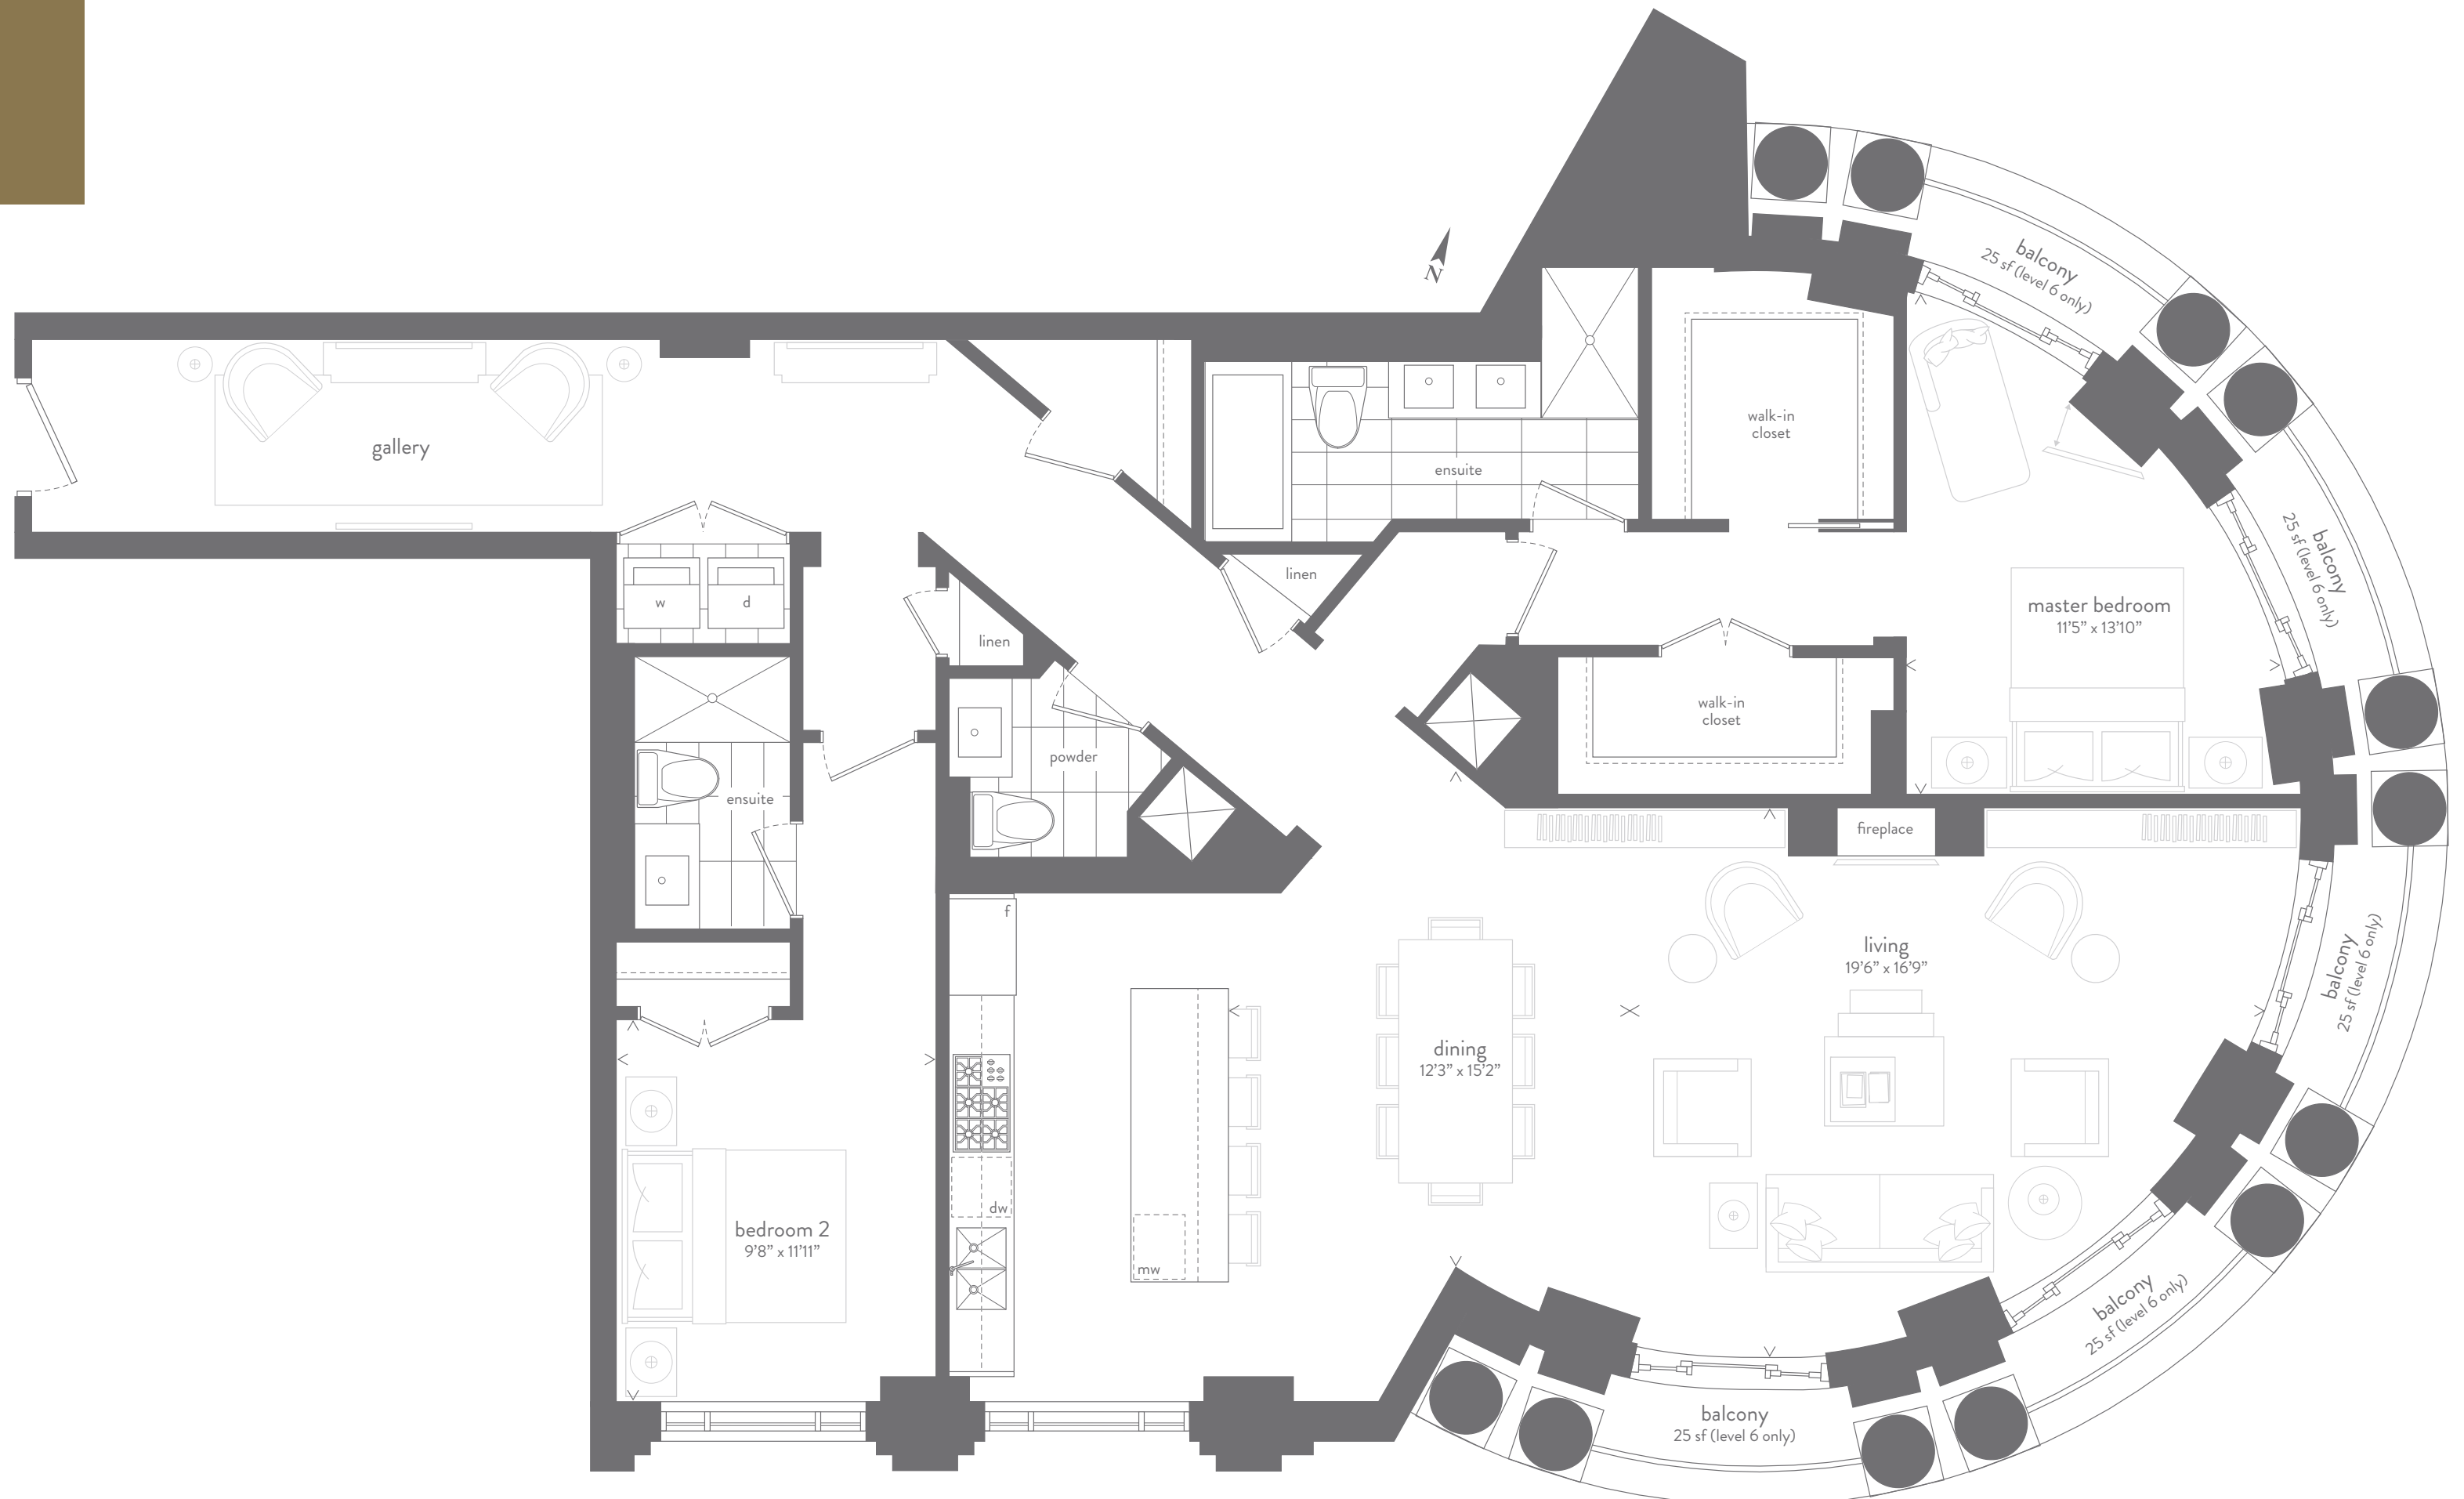 N
balcony
25 sf (level 6 only)
gallery
walk-in
closet
ensuite
balcony
25 sf (level 6 only)
linen
w
d
master bedroom
11'5” x 13'10”
linen
walk-in
closet
powder
ensuite
fireplace
f
living
19'6” x 16'9”
balcony
25 sf (level 6 only)
dining
12'3” x 15'2”
dw
bedroom 2
9'8” x 11'11”
mw
balcony
25 sf (level 6 only)
balcony
25 sf (level 6 only)